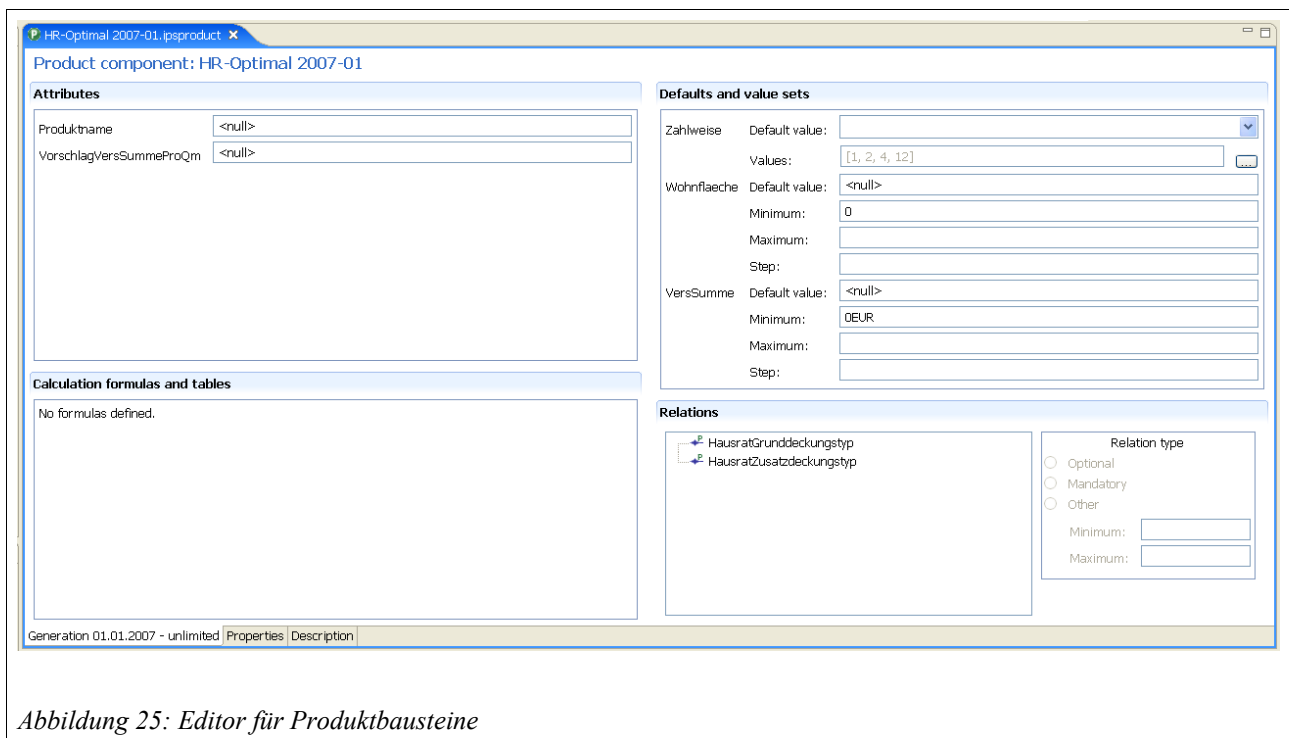 HR-Optimal 2007-01.ipsproduct
Product component: HR-Optimal 2007-01
Attributes
Produktname <null>
VorschlagVersSummeProQm <null>
Calculation formulas and tables
No formulas defined.
Defaults and value sets
Zahlweise Default value:
Values: [1, 2, 4, 12] ...
Wohnflaeche Default value: <null>
Minimum: 0
Maximum:
Step:
VersSumme Default value: <null>
Minimum: 0EUR
Maximum:
Step:
Relations
HausratGrunddeckungstyp
HausratZusatzdeckungstyp
Relation type
Optional
Mandatory
Other
Minimum:
Maximum:
Generation 01.01.2007 - unlimited Properties Description
Abbildung 25: Editor für Produktbausteine